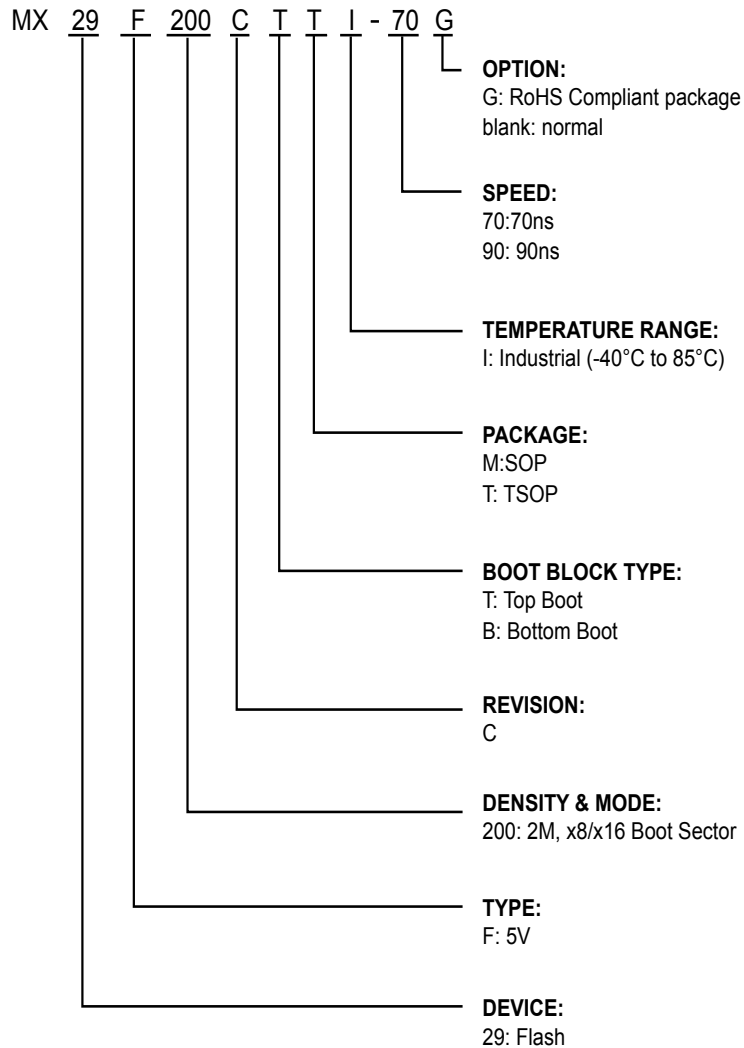 MX 29 F 200 C T T I - 70 G
OPTION:
G: RoHS Compliant package
blank: normal
SPEED:
70:70ns
90: 90ns
TEMPERATURE RANGE:
I: Industrial (-40°C to 85°C)
PACKAGE:
M:SOP
T: TSOP
BOOT BLOCK TYPE:
T: Top Boot
B: Bottom Boot
REVISION:
C
DENSITY & MODE:
200: 2M, x8/x16 Boot Sector
TYPE:
F: 5V
DEVICE:
29: Flash